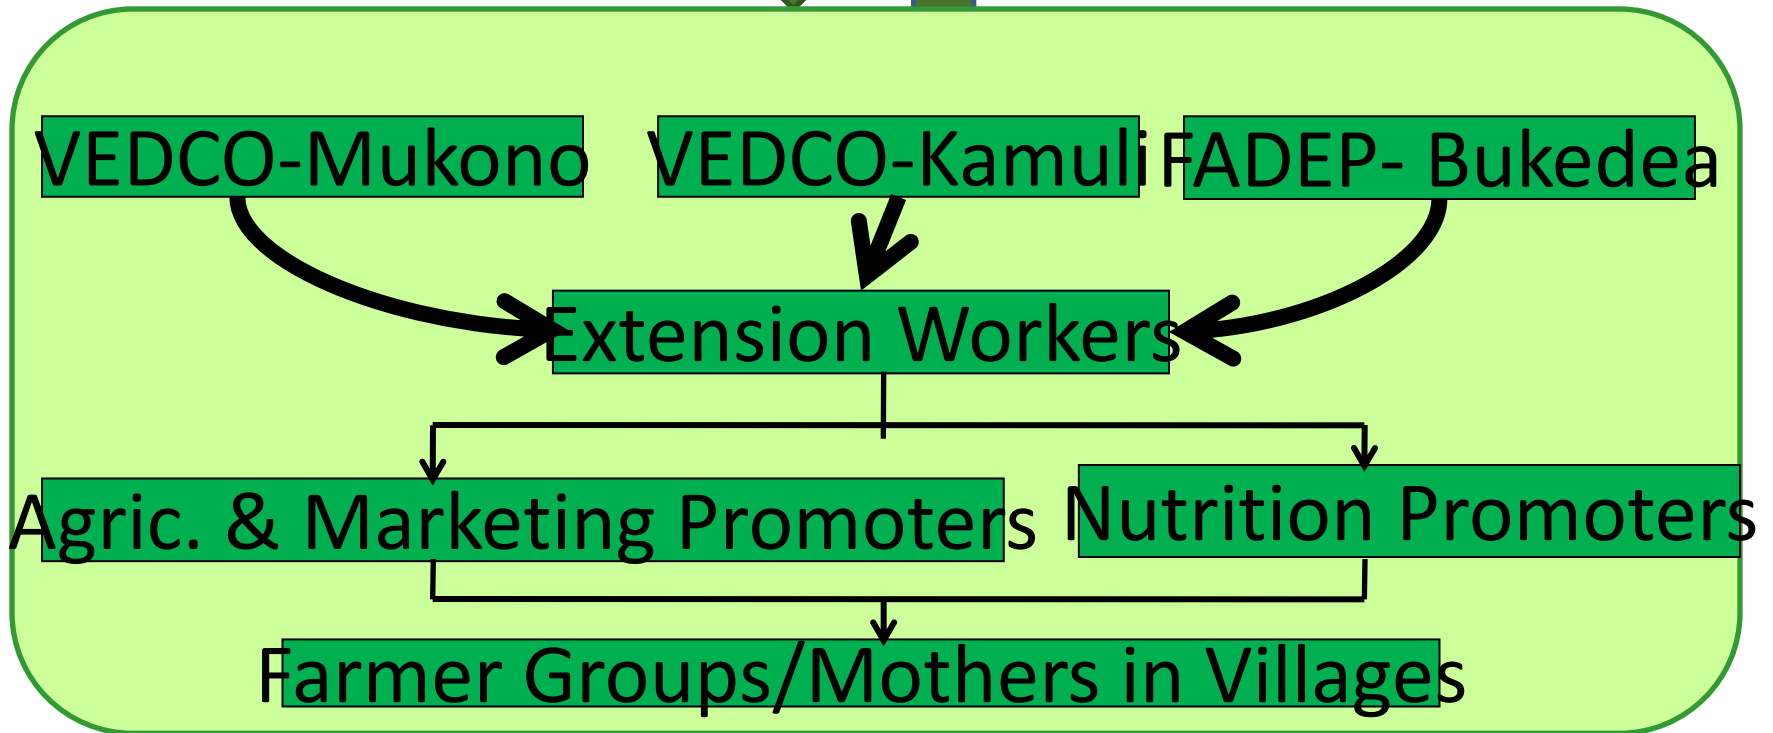 VEDCO-Mukono
VEDCO-Kamuli
FADEP- Bukedea
Extension Workers
Agric. & Marketing Promoters
Nutrition Promoters
Farmer Groups/Mothers in Villages